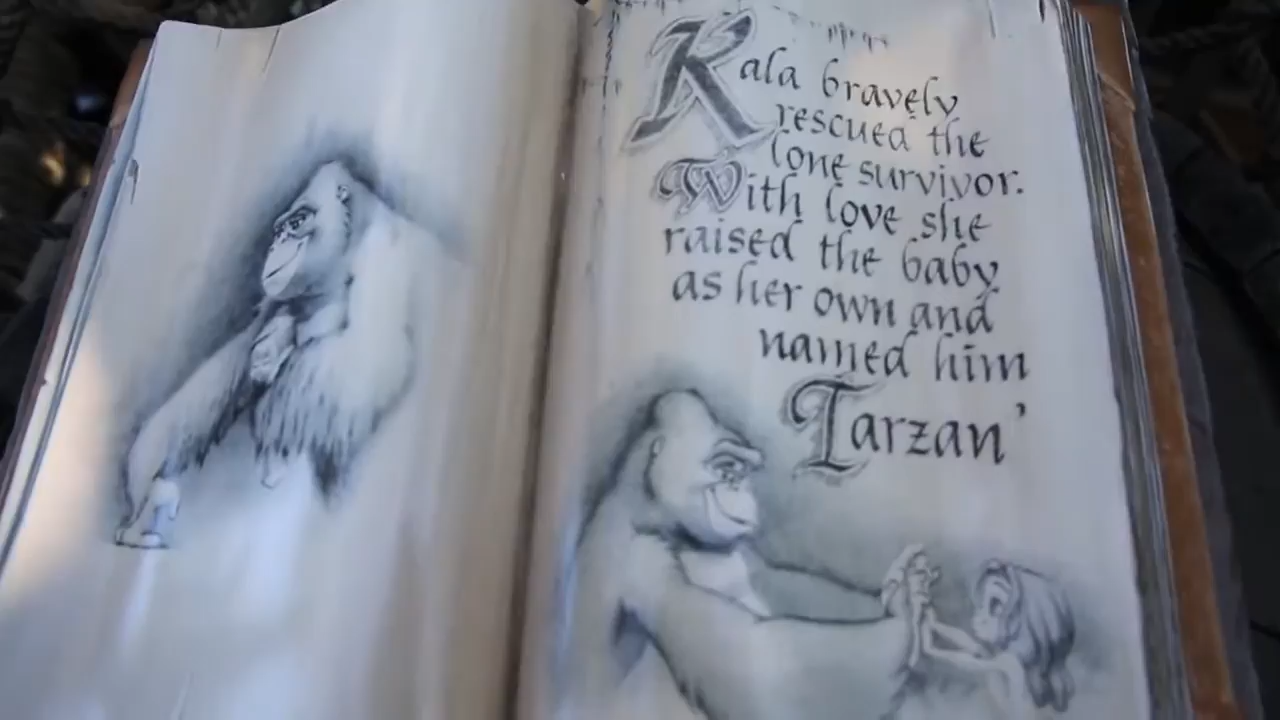 Kala bravely
rescued the
lone survivor.
With love she
raised the baby
as her own and
named him
Tarzan’